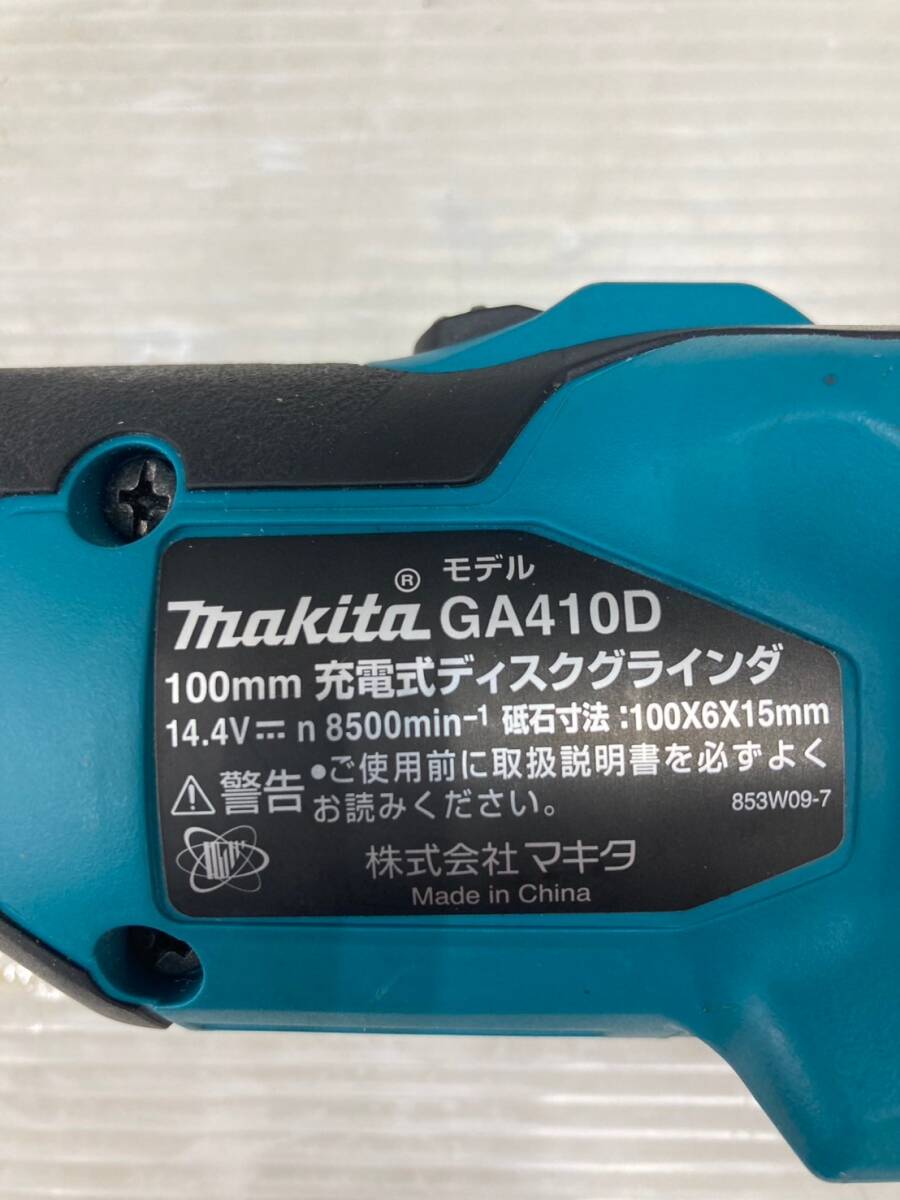 モデル
makita® GA410D
100mm 充電式ディスクグラインダ
14.4V⎓ n 8500min⁻¹ 砥石寸法：100X6X15mm
⚠警告 ●ご使用前に取扱説明書を必ずよく
お読みください。 853W09-7
株式会社 マキタ
Made in China